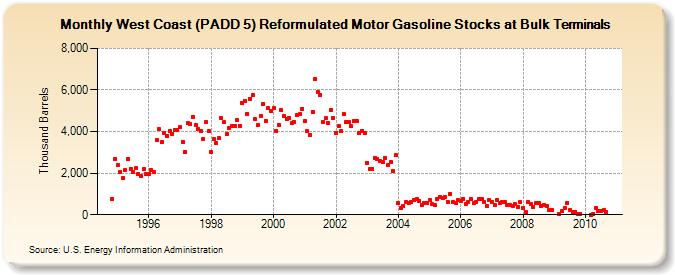 Monthly West Coast (PADD 5) Reformulated Motor Gasoline Stocks at Bulk Terminals
Thousand Barrels
8,000
6,000
4,000
2,000
0
1996 1998 2000 2002 2004 2006 2008 2010
Source: U.S. Energy Information Administration